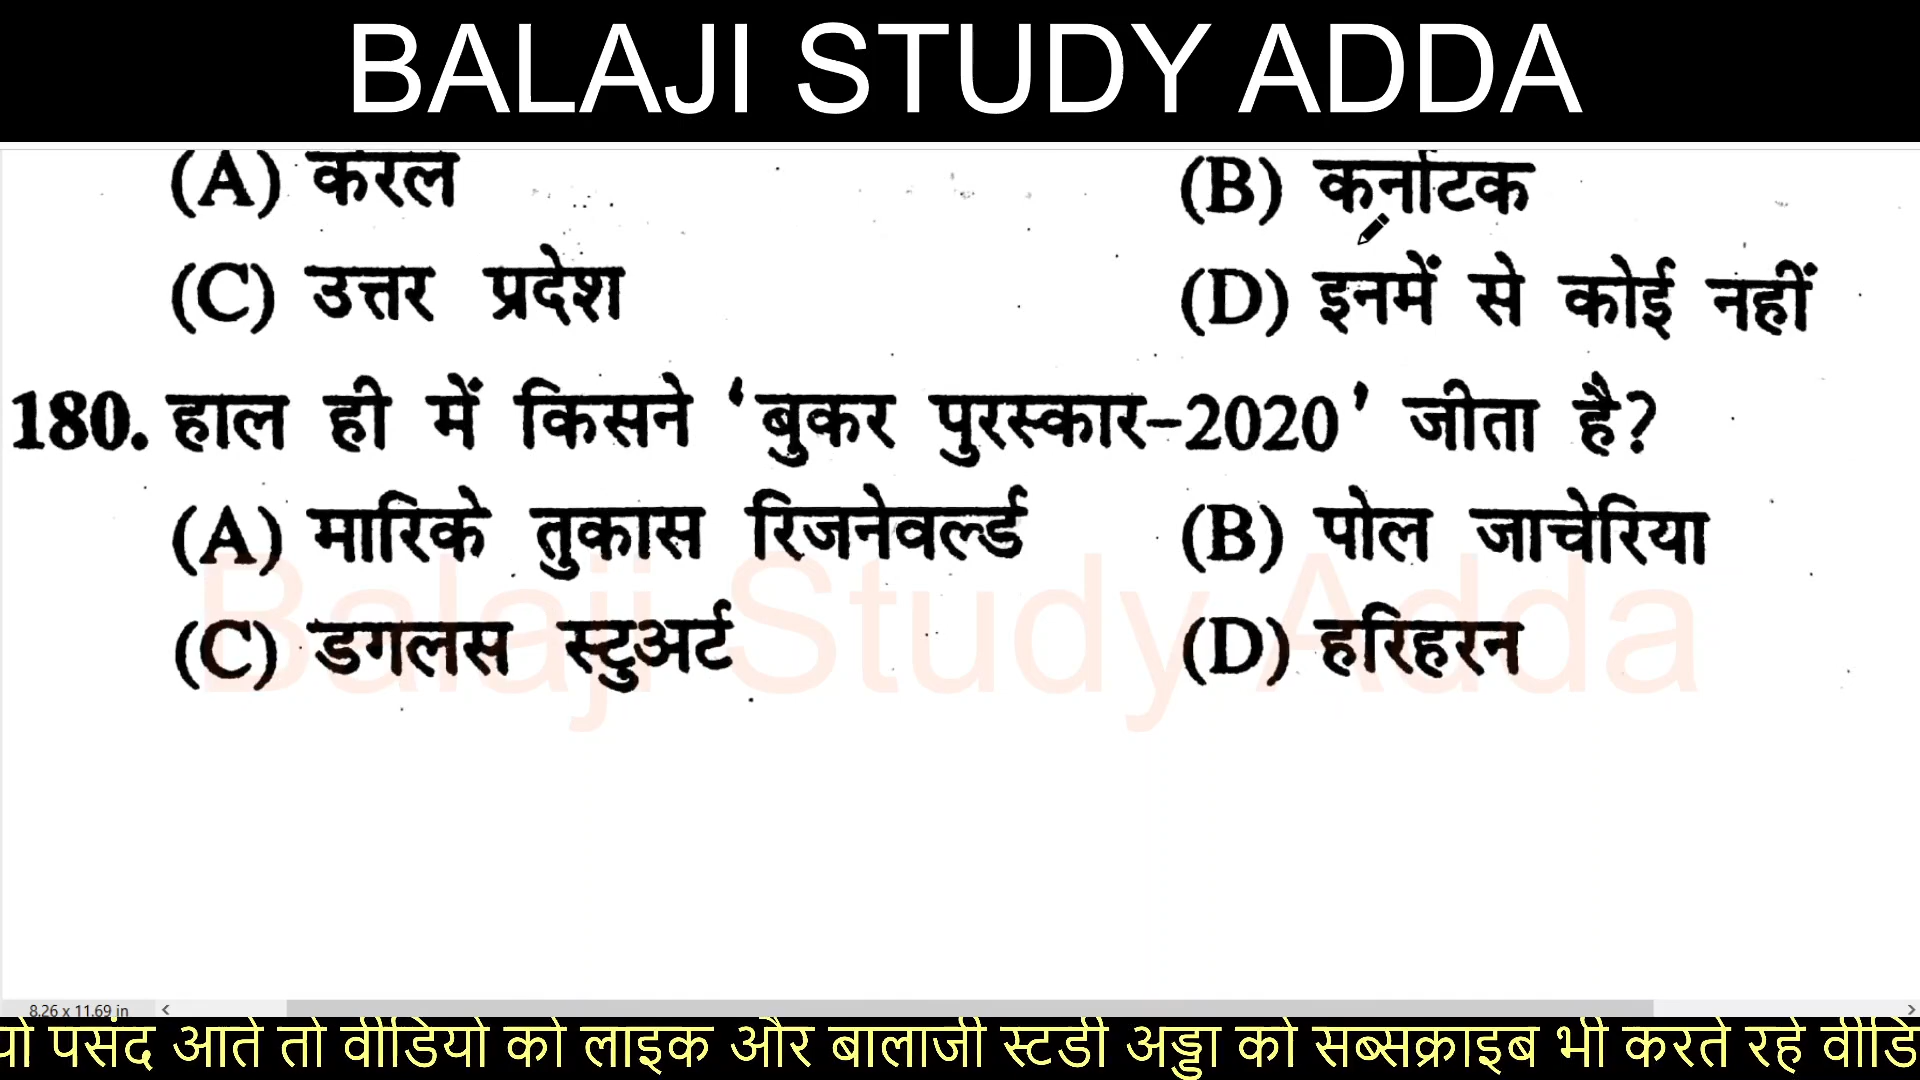 BALAJI STUDY ADDA
(A) केरल (B) कर्नाटक
(C) उत्तर प्रदेश (D) इनमें से कोई नहीं
180. हाल ही में किसने ‘बुकर पुरस्कार-2020’ जीता है?
(A) मारिके तुकास रिजनेवर्ल्ड (B) पोल जाचेरिया
(C) डगलस स्टुअर्ट (D) हरिहरन
Balaji Study Adda
8.26 x 11.69 in
पसंद आते तो वीडियो को लाइक और बालाजी स्टडी अड्डा को सब्सक्राइब भी करते रहे